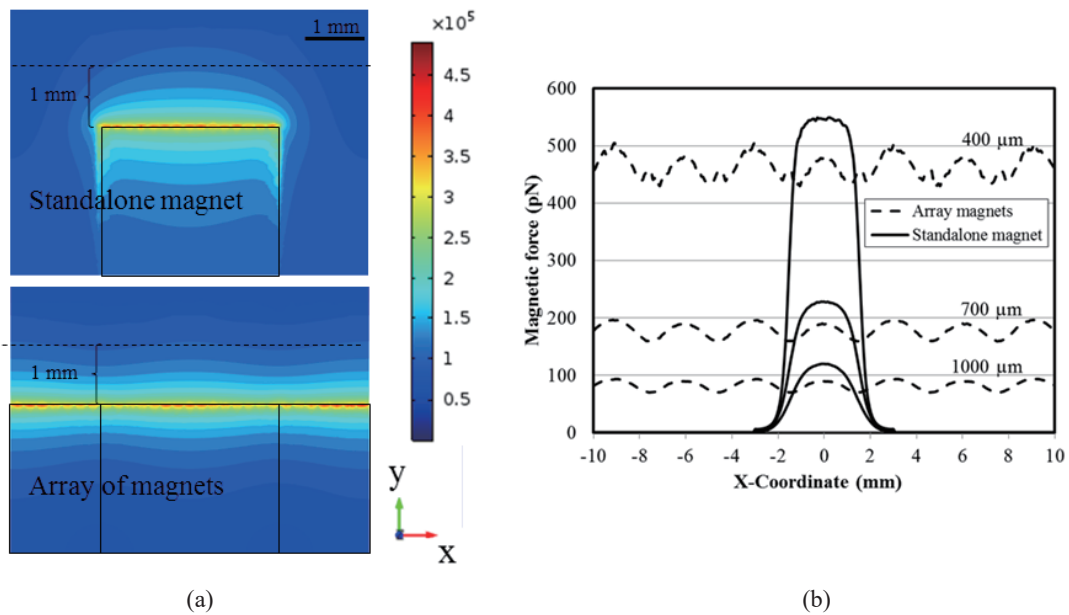 1 mm
1 mm
Standalone magnet
1 mm
Array of magnets
×10⁵
4.5
4
3.5
3
2.5
2
1.5
1
0.5
y
x
(a)
Magnetic force (pN)
600
500
400
300
200
100
0
400 µm
Array magnets
Standalone magnet
700 µm
1000 µm
-10 -8 -6 -4 -2 0 2 4 6 8 10
X-Coordinate (mm)
(b)